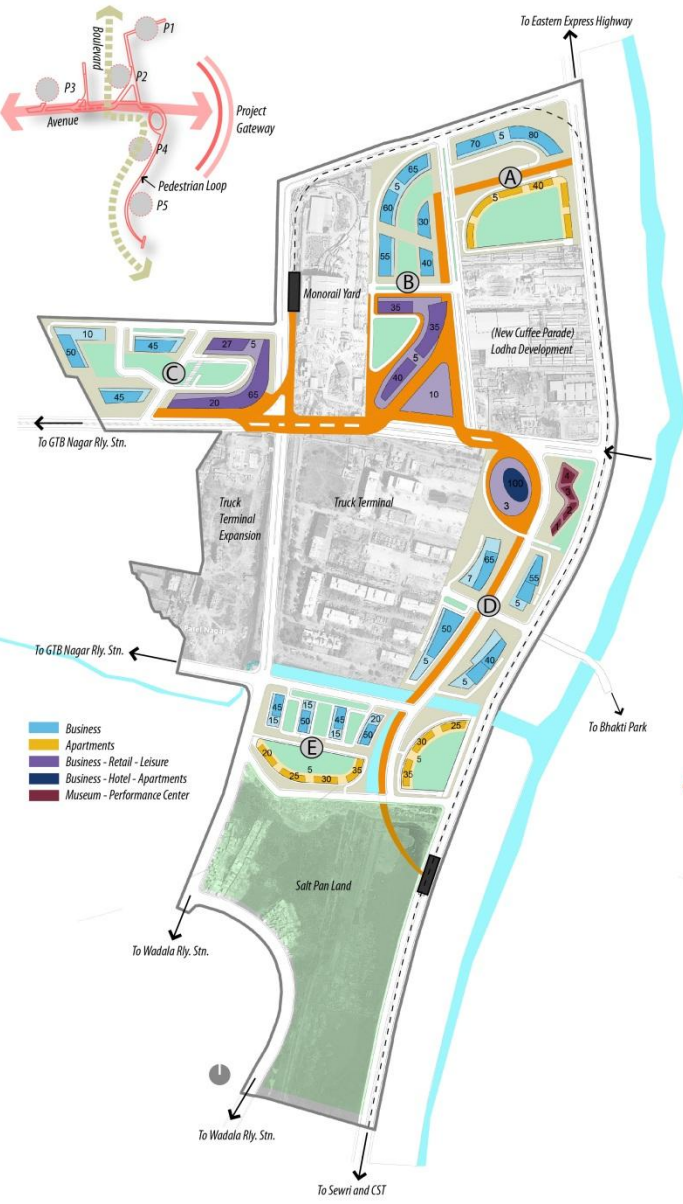 To Eastern Express Highway
P1
Boulevard
P2
P3
Avenue
Project
Gateway
P4
Pedestrian Loop
P5
70 5 80
A
5 40
65
5
60
30
55
40
B
Monorail Yard
35
35
5
40
10
(New Cuffee Parade)
Lodha Development
10
50
45
27 5
C
45
65
20
To GTB Nagar Rly. Stn.
100
3
Truck
Terminal
Expansion
Truck Terminal
65
7
55
5
D
50
5
40
5
To GTB Nagar Rly. Stn.
To Bhakti Park
45
15
15
50
45
15
20
50
E
20
25
5
30
35
25
30
5
35
Business
Apartments
Business - Retail - Leisure
Business - Hotel - Apartments
Museum - Performance Center
Salt Pan Land
To Wadala Rly. Stn.
To Wadala Rly. Stn.
To Sewri and CST